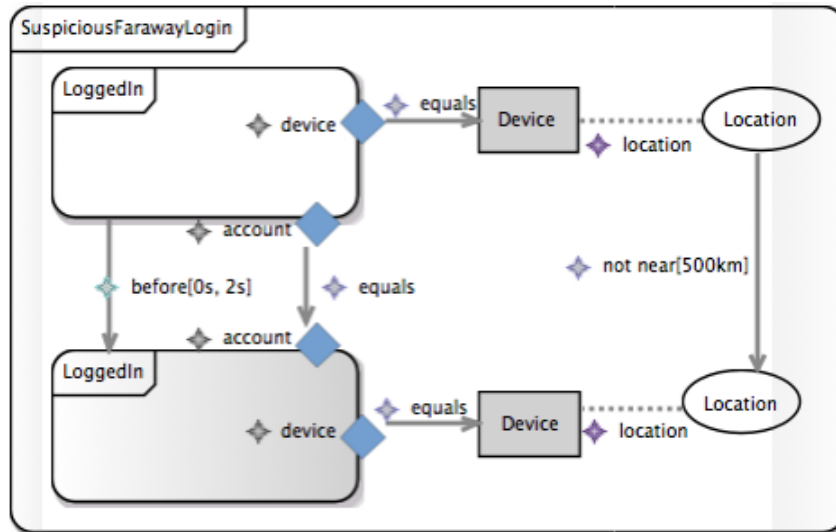 SuspiciousFarawayLogin
LoggedIn
device
equals
Device
location
Location
account
before[0s, 2s]
equals
not near[500km]
account
LoggedIn
device
equals
Device
location
Location